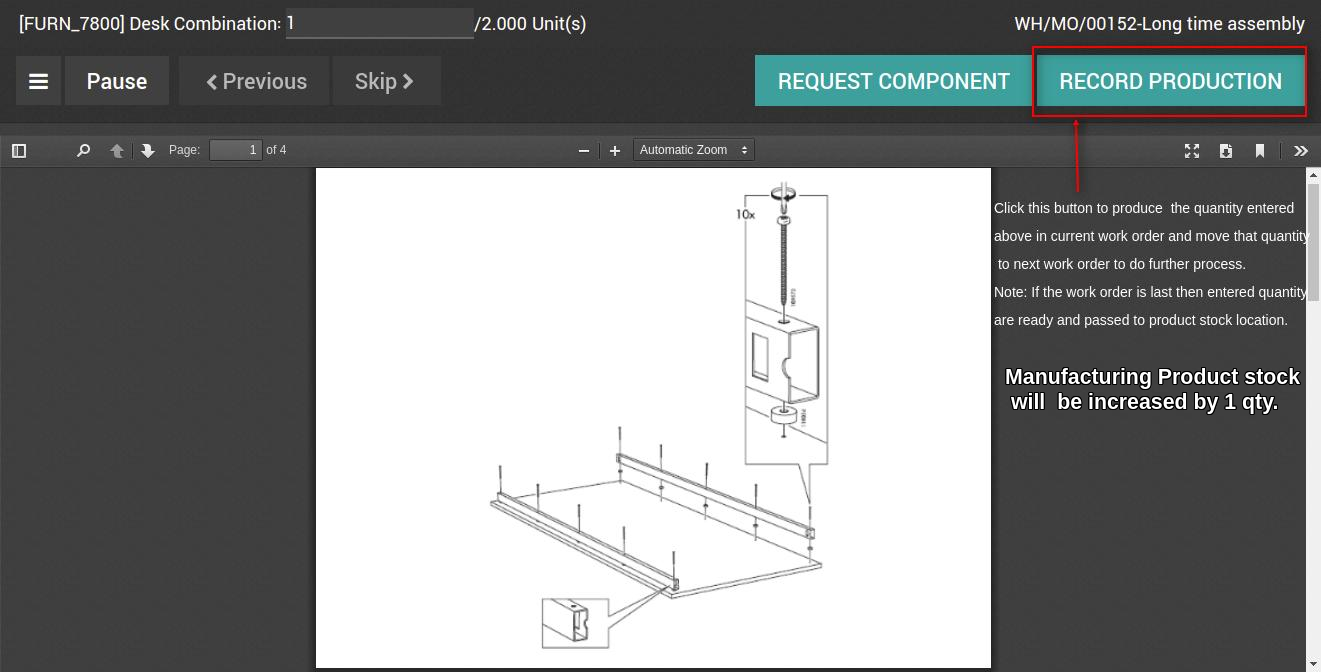 [FURN_7800] Desk Combination: 1 /2.000 Unit(s)
WH/MO/00152-Long time assembly
Pause
Previous
Skip
REQUEST COMPONENT
RECORD PRODUCTION
Page: 1 of 4
Automatic Zoom
10x
Click this button to produce  the quantity entered
above in current work order and move that quantity
to next work order to do further process.
Note: If the work order is last then entered quantity
are ready and passed to product stock location.
Manufacturing Product stock
will  be increased by 1 qty.